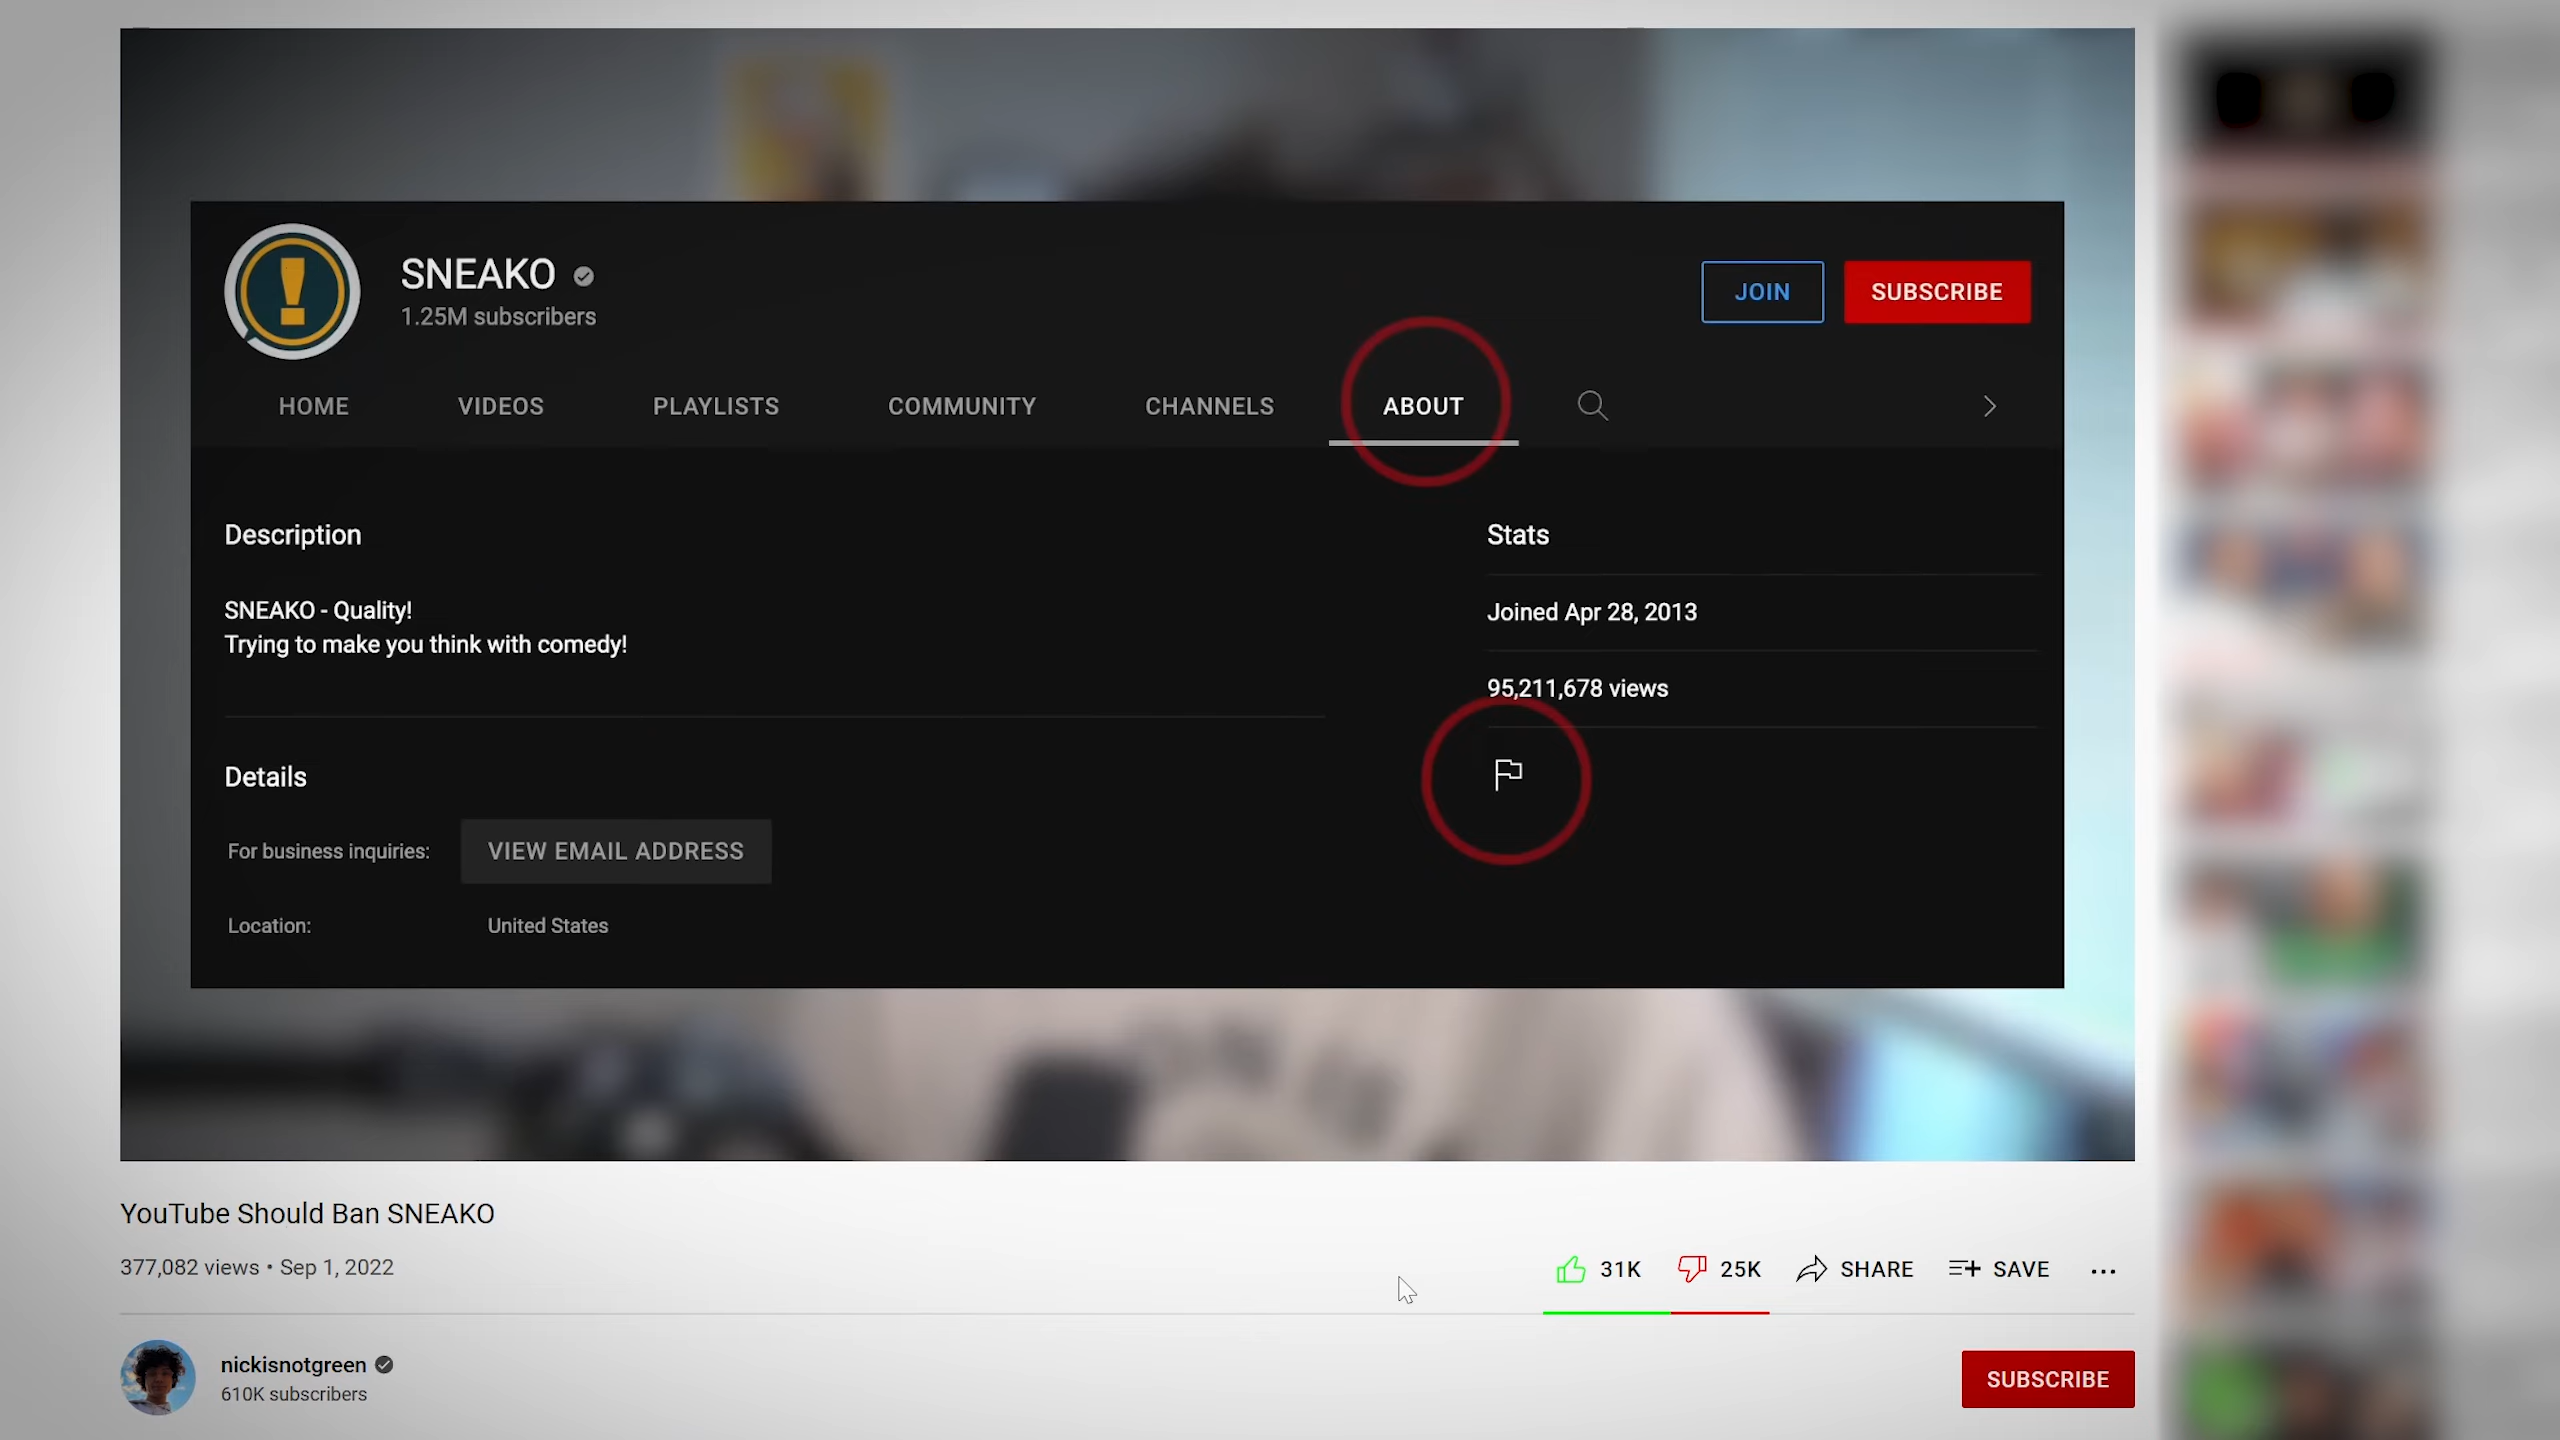 SNEAKO
1.25M subscribers
JOIN
SUBSCRIBE
HOME
VIDEOS
PLAYLISTS
COMMUNITY
CHANNELS
ABOUT
Description
SNEAKO - Quality!
Trying to make you think with comedy!
Stats
Joined Apr 28, 2013
95,211,678 views
Details
For business inquiries:
VIEW EMAIL ADDRESS
Location:
United States
YouTube Should Ban SNEAKO
377,082 views • Sep 1, 2022
31K
25K
SHARE
SAVE
nickisnotgreen
610K subscribers
SUBSCRIBE